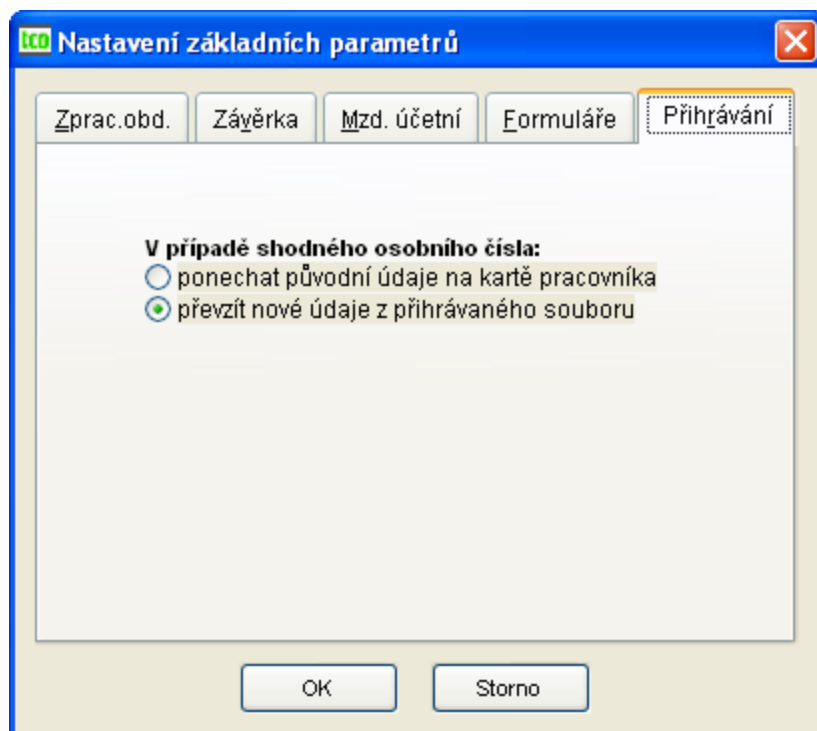 tco Nastavení základních parametrů
Zprac.obd. Závěrka Mzd. účetní Formuláře Přihrávání
V případě shodného osobního čísla:
ponechat původní údaje na kartě pracovníka
převzít nové údaje z přihrávaného souboru
OK Storno